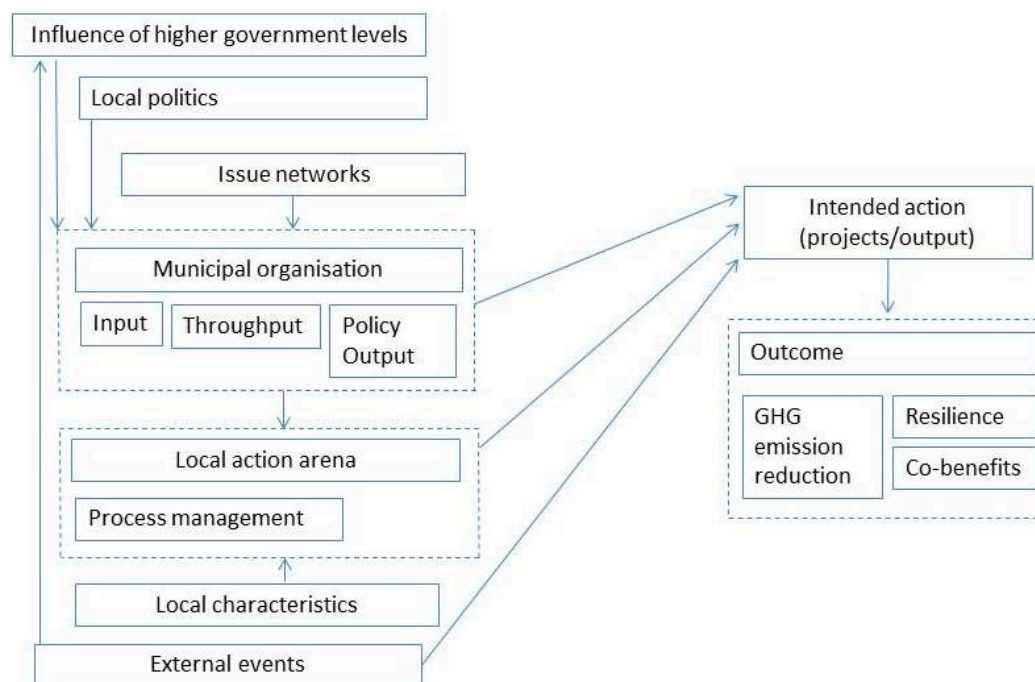 Influence of higher government levels
Local politics
Issue networks
Municipal organisation
Input
Throughput
Policy
Output
Local action arena
Process management
Local characteristics
External events
Intended action
(projects/output)
Outcome
GHG
emission
reduction
Resilience
Co-benefits